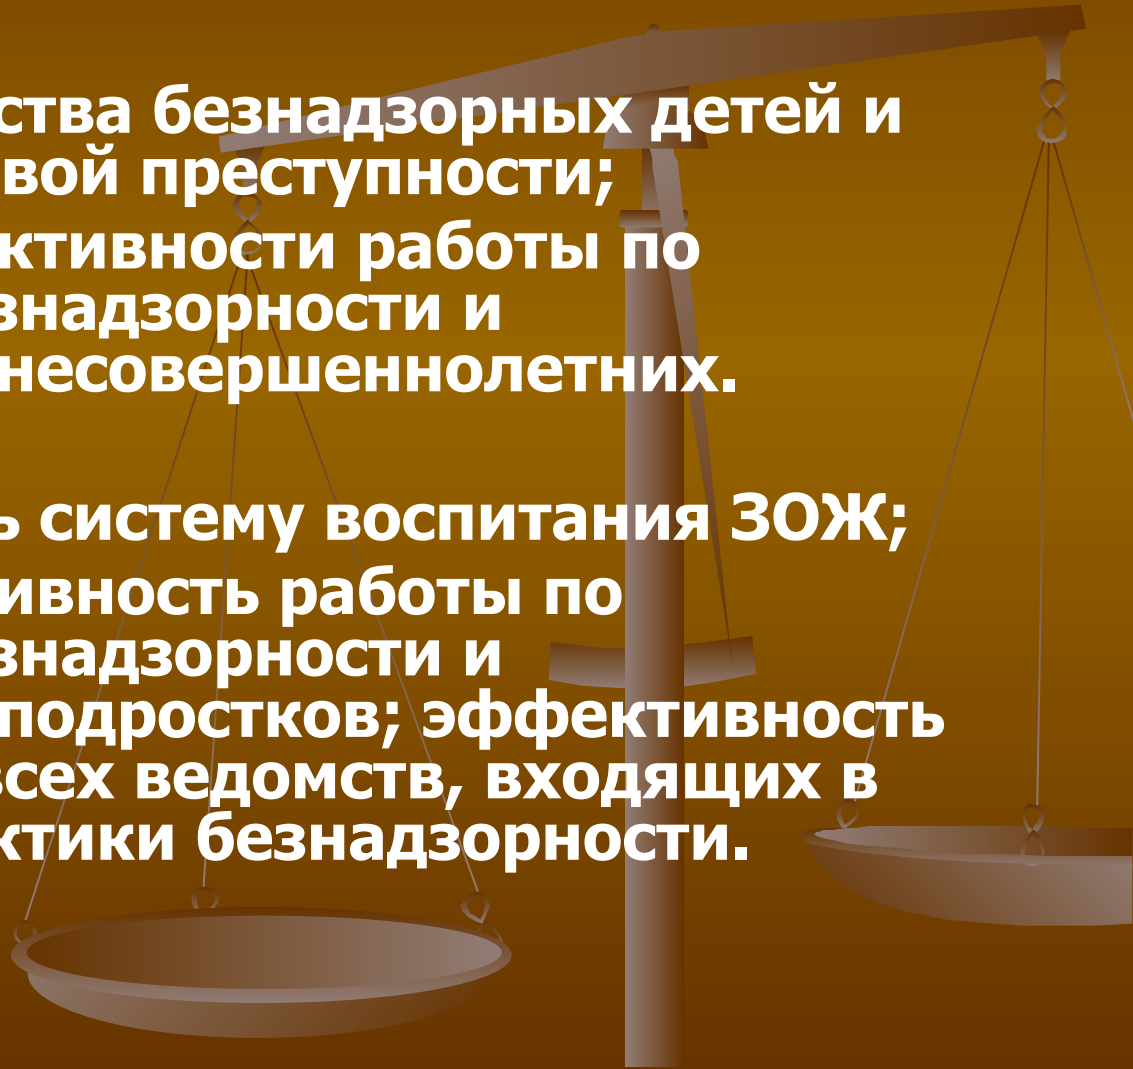 ства безнадзорных детей и
вой преступности;
ктивности работы по
знадзорности и
несовершеннолетних.
ь систему воспитания ЗОЖ;
ивность работы по
знадзорности и
подростков; эффективность
всех ведомств, входящих в
ктики безнадзорности.